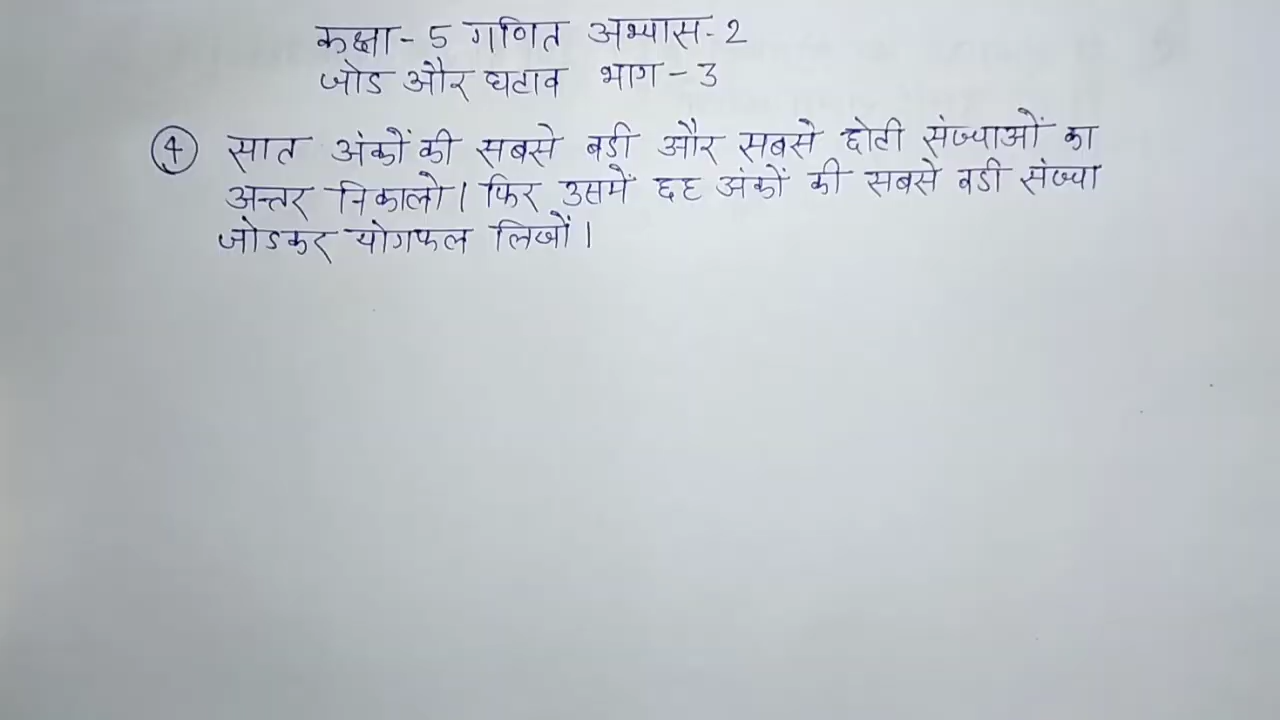 कक्षा - 5 गणित अभ्यास - 2
जोड और घटाव भाग - 3
4 सात अंकों की सबसे बडी और सबसे छोटी संख्याओं का
अन्तर निकालो। फिर उसमें छह अंकों की सबसे बडी संख्या
जोडकर योगफल लिखों।